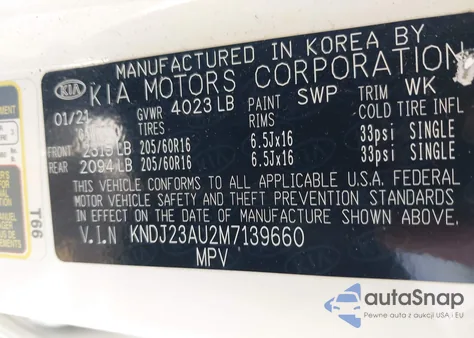 MANUFACTURED IN KOREA BY
KIA KIA MOTORS CORPORATION
01/21 GVWR 4023 LB PAINT SWP TRIM WK
TIRES RIMS COLD TIRE INFL
FRONT LB 205/60R16 6.5Jx16 33psi SINGLE
REAR 2094 LB 205/60R16 6.5Jx16 33psi SINGLE
THIS VEHICLE CONFORMS TO ALL APPLICABLE U.S.A. FEDERAL
MOTOR VEHICLE SAFETY AND THEFT PREVENTION STANDARDS
IN EFFECT ON THE DATE OF MANUFACTURE SHOWN ABOVE.
V.I.N KNDJ23AU2M7139660
MPV
T66
autoSnap
Pewne auta z aukcji USA i EU